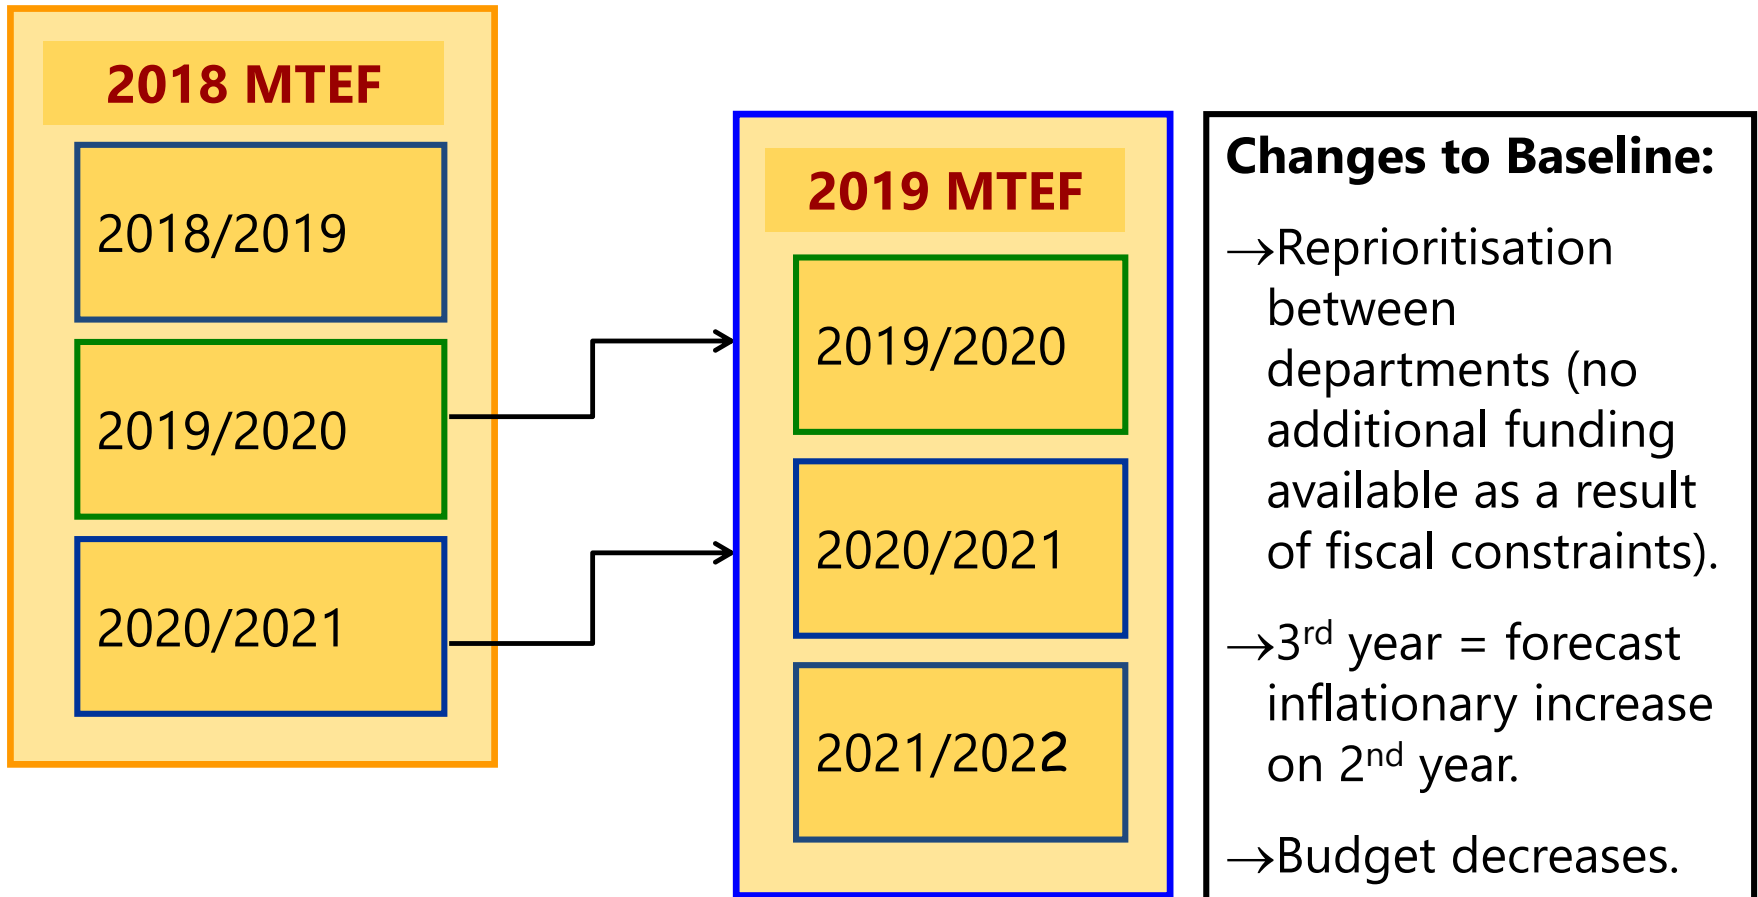 2018 MTEF
2018/2019
2019/2020
2020/2021
2019 MTEF
2019/2020
2020/2021
2021/2022
Changes to Baseline:
→Reprioritisation
between
departments (no
additional funding
available as a result
of fiscal constraints).
→3rd year = forecast
inflationary increase
on 2nd year.
→Budget decreases.